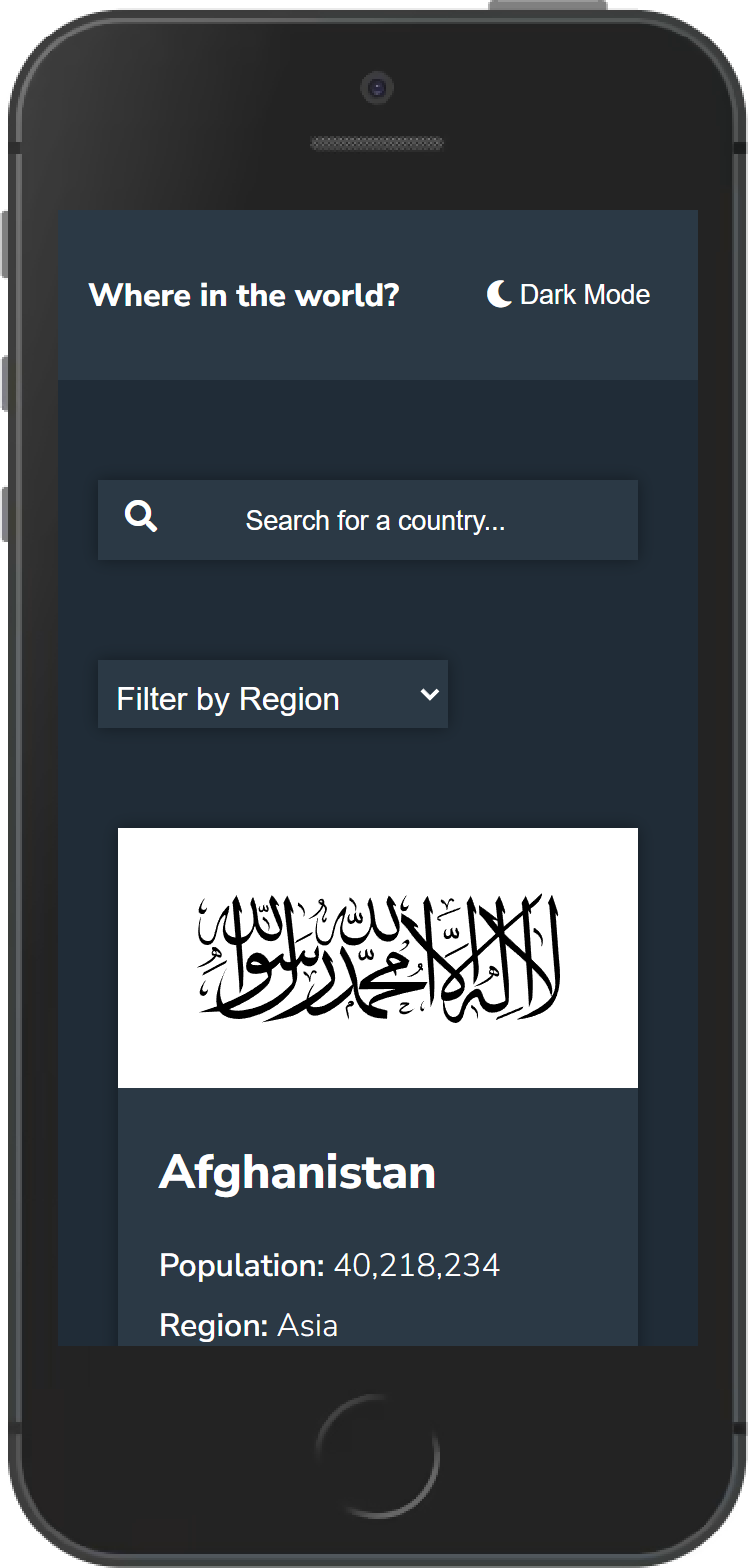 Where in the world?
Dark Mode
Search for a country...
Filter by Region
لا إله إلا الله محمد رسول الله
Afghanistan
Population: 40,218,234
Region: Asia